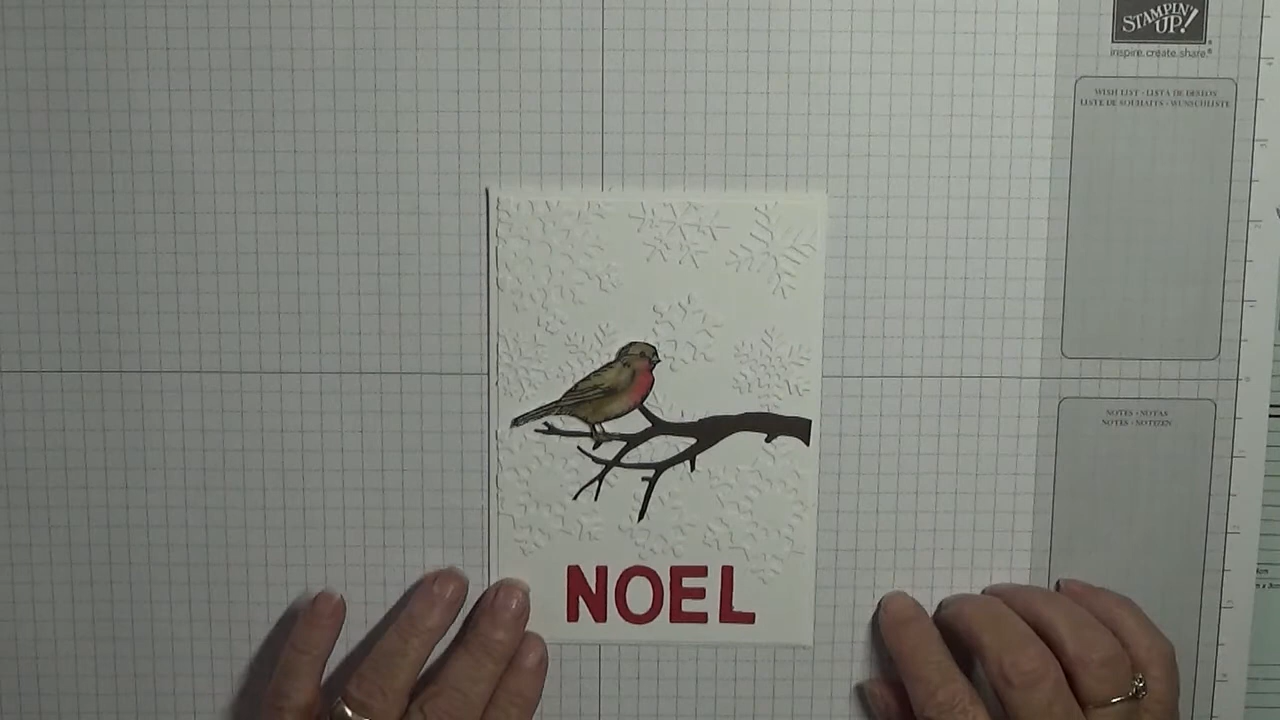 STAMPIN' UP!®
inspire.create.share.®
WISH LIST • LISTA DE DESEOS
LISTE DE SOUHAITS • WUNSCHLISTE
NOTES • NOTAS
NOTES • NOTIZEN
NOEL